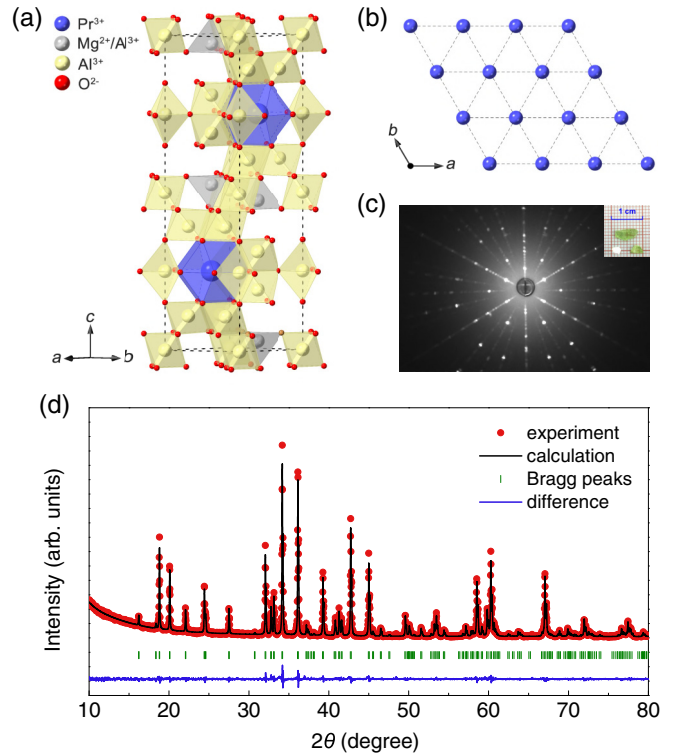 (a)
Pr³⁺
Mg²⁺/Al³⁺
Al³⁺
O²⁻
c
a
b
(b)
b
a
(c)
1 cm
(d)
experiment
calculation
Bragg peaks
difference
Intensity (arb. units)
10 20 30 40 50 60 70 80
2θ (degree)